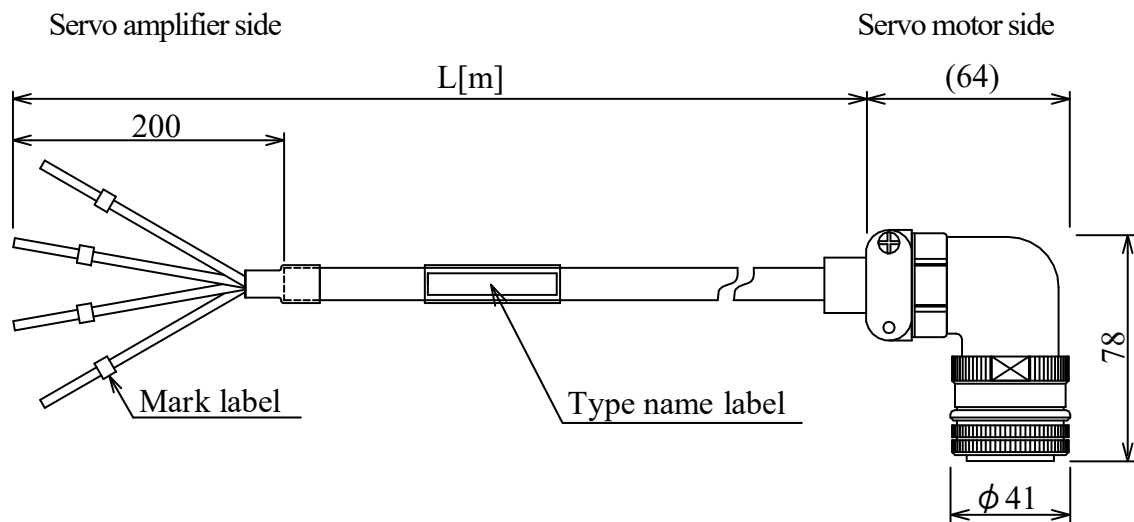 Servo amplifier side
Servo motor side
L[m]
(64)
200
78
Mark label
Type name label
ϕ41